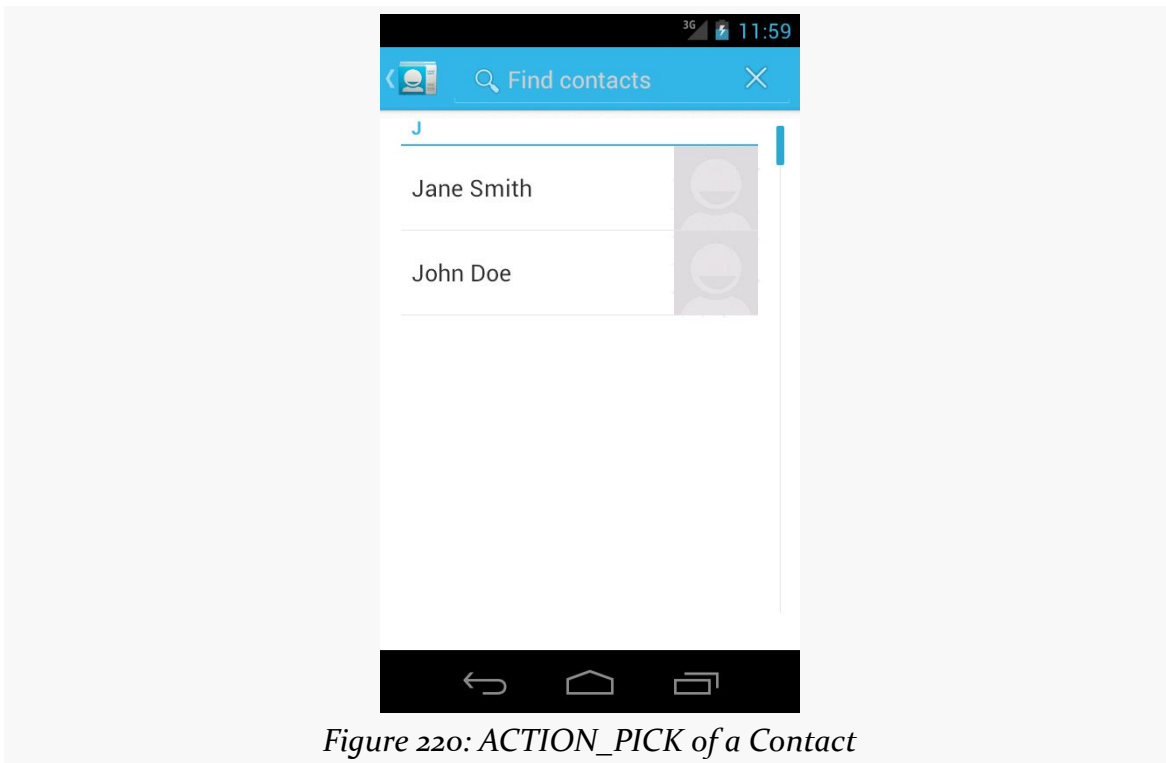 3G 11:59
Find contacts
J
Jane Smith
John Doe
Figure 220: ACTION_PICK of a Contact